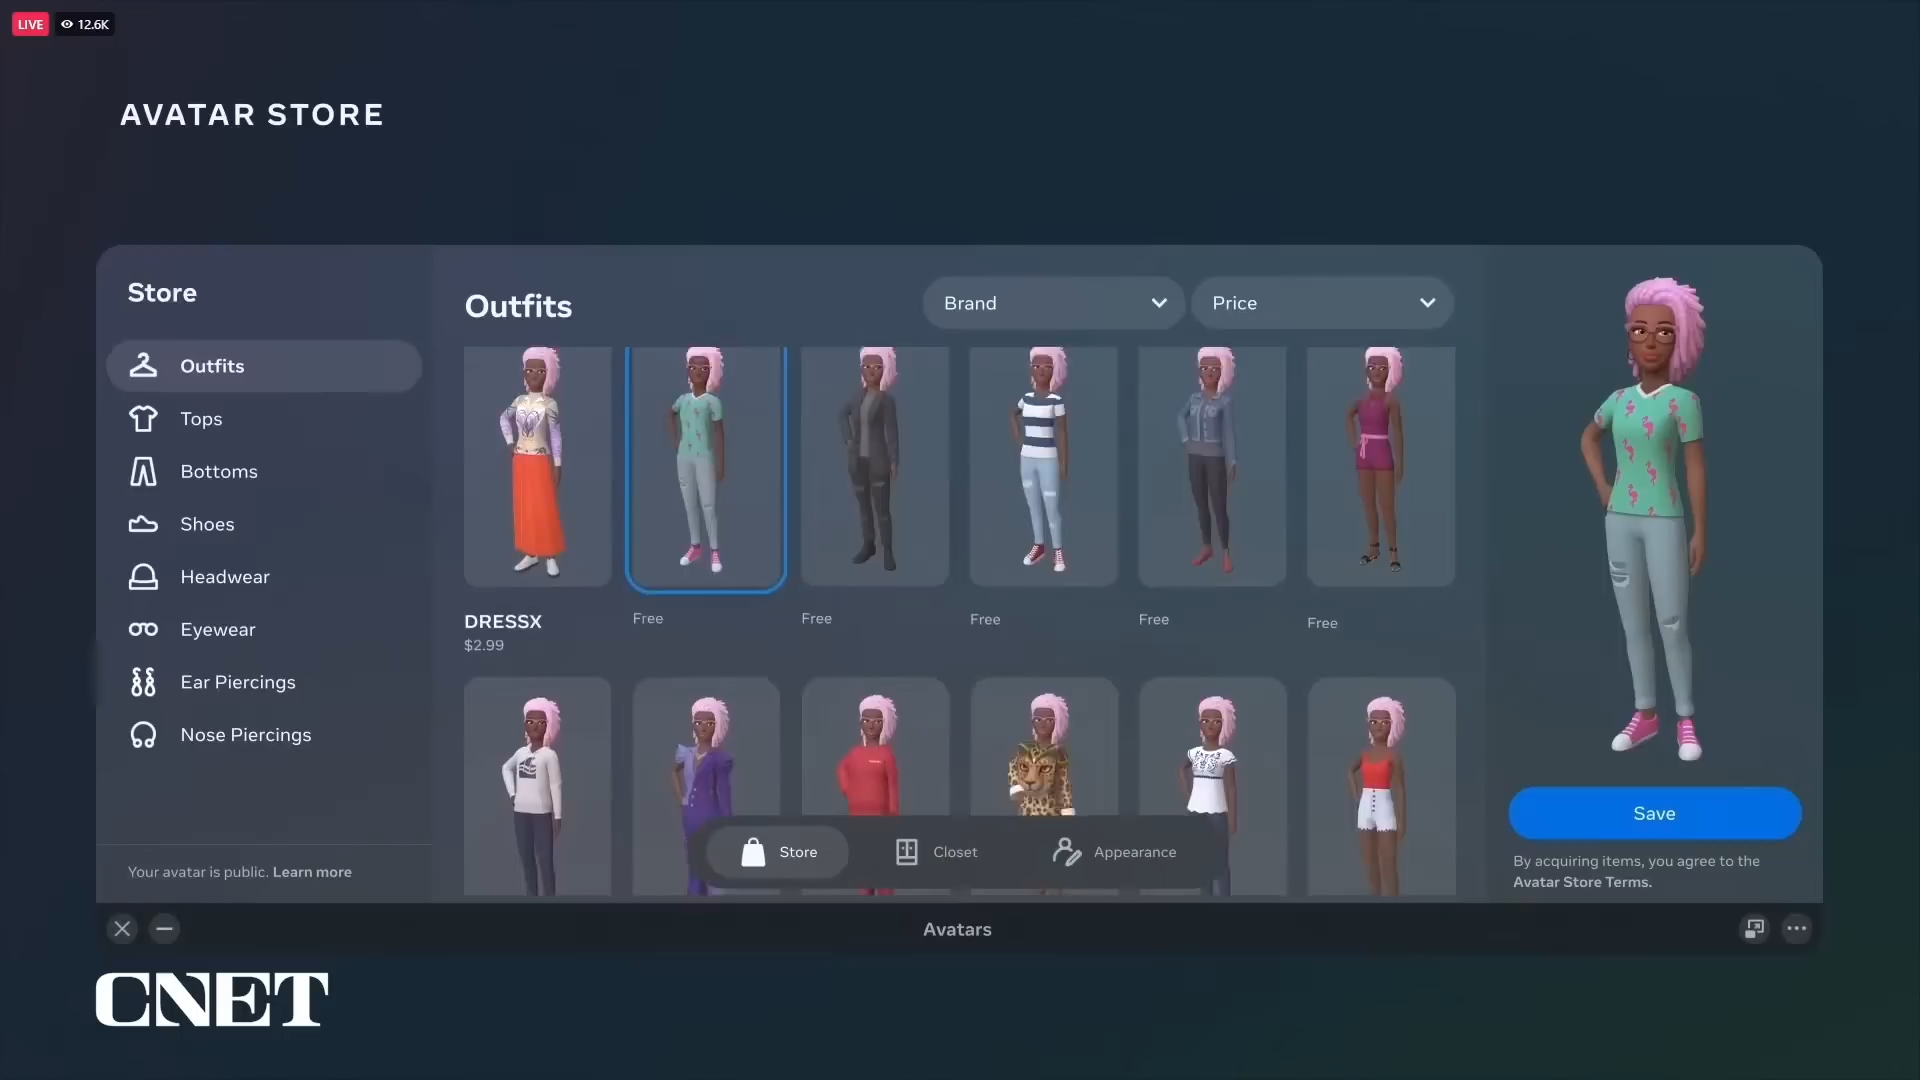 LIVE 12.6K
AVATAR STORE
Store
Outfits
Tops
Bottoms
Shoes
Headwear
Eyewear
Ear Piercings
Nose Piercings
Your avatar is public. Learn more
Outfits
Brand
Price
DRESSX
$2.99
Free
Free
Free
Free
Free
Store
Closet
Appearance
Save
By acquiring items, you agree to the
Avatar Store Terms.
Avatars
CNET